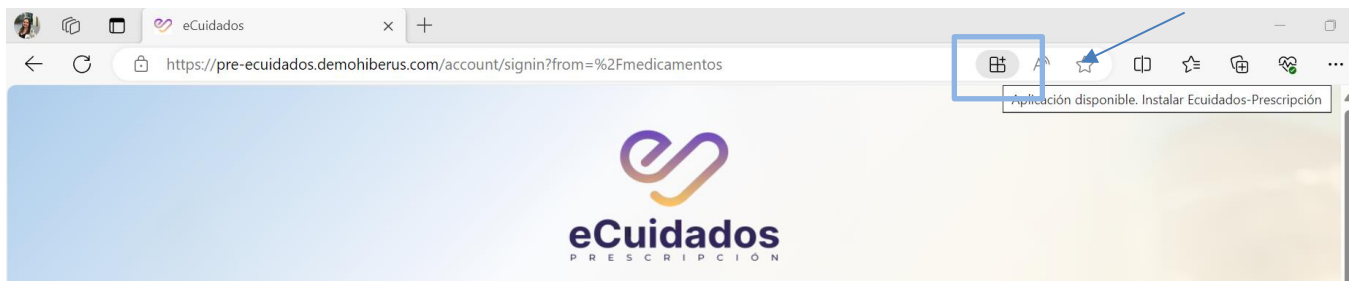 eCuidados
https://pre-ecuidados.demohiberus.com/account/signin?from=%2Fmedicamentos
Aplicación disponible. Instalar Ecuidados-Prescripción
eCuidados
PRESCRIPCIÓN